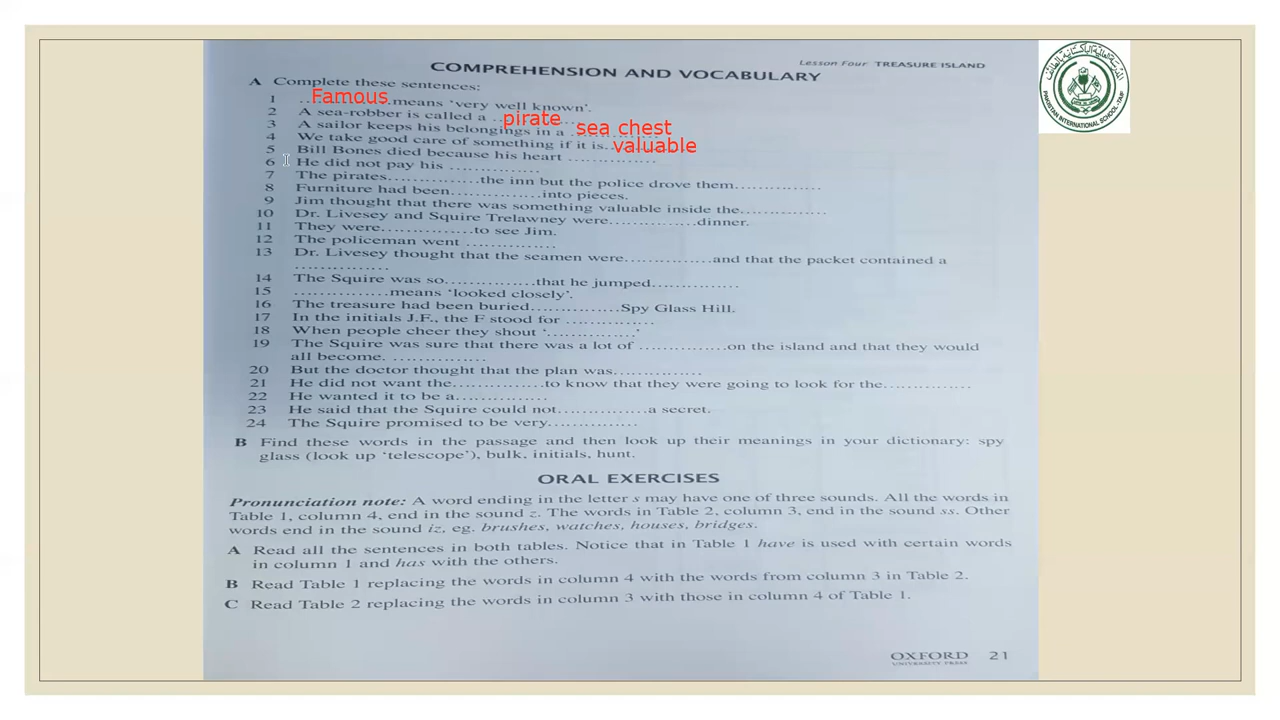 Lesson Four TREASURE ISLAND
COMPREHENSION AND VOCABULARY
A Complete these sentences:
1 ..Famous.means ‘very well known’.
2 A sea-robber is called a ..pirate...
3 A sailor keeps his belongings in a sea chest
4 We take good care of something if it is..valuable
5 Bill Bones died because his heart ..............
6 He did not pay his ..............
7 The pirates..............the inn but the police drove them..............
8 Furniture had been..............into pieces.
9 Jim thought that there was something valuable inside the..............
10 Dr. Livesey and Squire Trelawney were..............dinner.
11 They were..............to see Jim.
12 The policeman went ..............
13 Dr. Livesey thought that the seamen were..............and that the packet contained a
..............
14 The Squire was so..............that he jumped..............
15 ..............means ‘looked closely’.
16 The treasure had been buried..............Spy Glass Hill.
17 In the initials J.F., the F stood for ..............
18 When people cheer they shout ‘..............’
19 The Squire was sure that there was a lot of ..............on the island and that they would
all become. ..............
20 But the doctor thought that the plan was..............
21 He did not want the..............to know that they were going to look for the..............
22 He wanted it to be a..............
23 He said that the Squire could not..............a secret.
24 The Squire promised to be very..............
B Find these words in the passage and then look up their meanings in your dictionary: spy
glass (look up ‘telescope’), bulk, initials, hunt.
ORAL EXERCISES
Pronunciation note: A word ending in the letter s may have one of three sounds. All the words in
Table 1, column 4, end in the sound z. The words in Table 2, column 3, end in the sound ss. Other
words end in the sound iz, eg. brushes, watches, houses, bridges.
A Read all the sentences in both tables. Notice that in Table 1 have is used with certain words
in column 1 and has with the others.
B Read Table 1 replacing the words in column 4 with the words from column 3 in Table 2.
C Read Table 2 replacing the words in column 3 with those in column 4 of Table 1.
OXFORD 21
UNIVERSITY PRESS
PAKISTAN INTERNATIONAL SCHOOL-TAIF